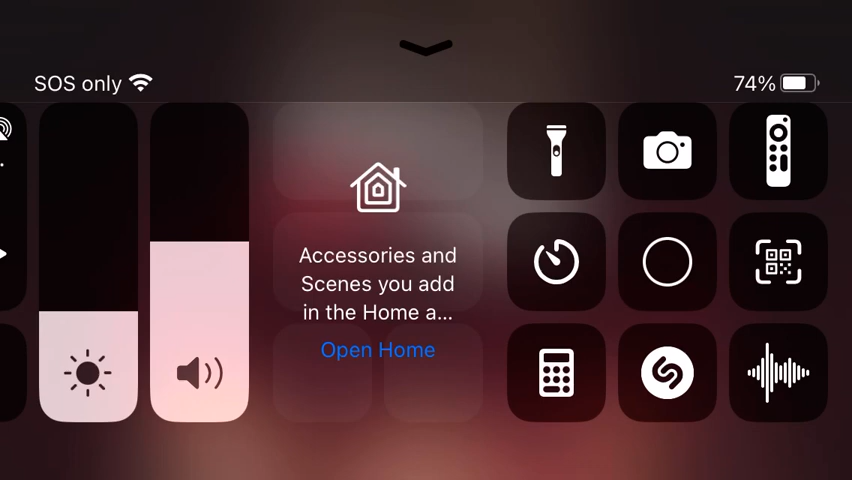 SOS only
74%
Accessories and
Scenes you add
in the Home a...
Open Home